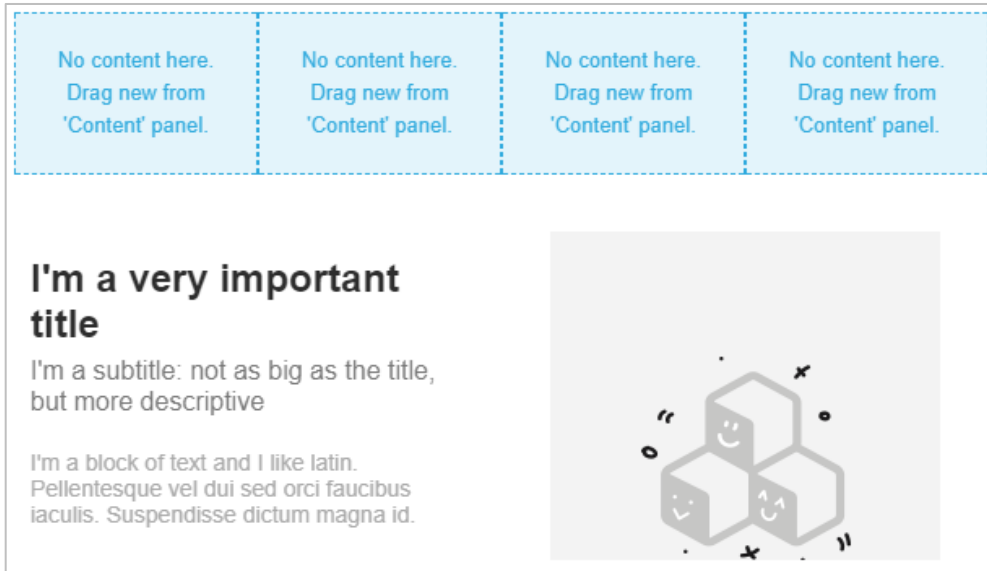 No content here.
Drag new from
'Content' panel.
No content here.
Drag new from
'Content' panel.
No content here.
Drag new from
'Content' panel.
No content here.
Drag new from
'Content' panel.
I'm a very important
title
I'm a subtitle: not as big as the title,
but more descriptive
I'm a block of text and I like latin.
Pellentesque vel dui sed orci faucibus
iaculis. Suspendisse dictum magna id.